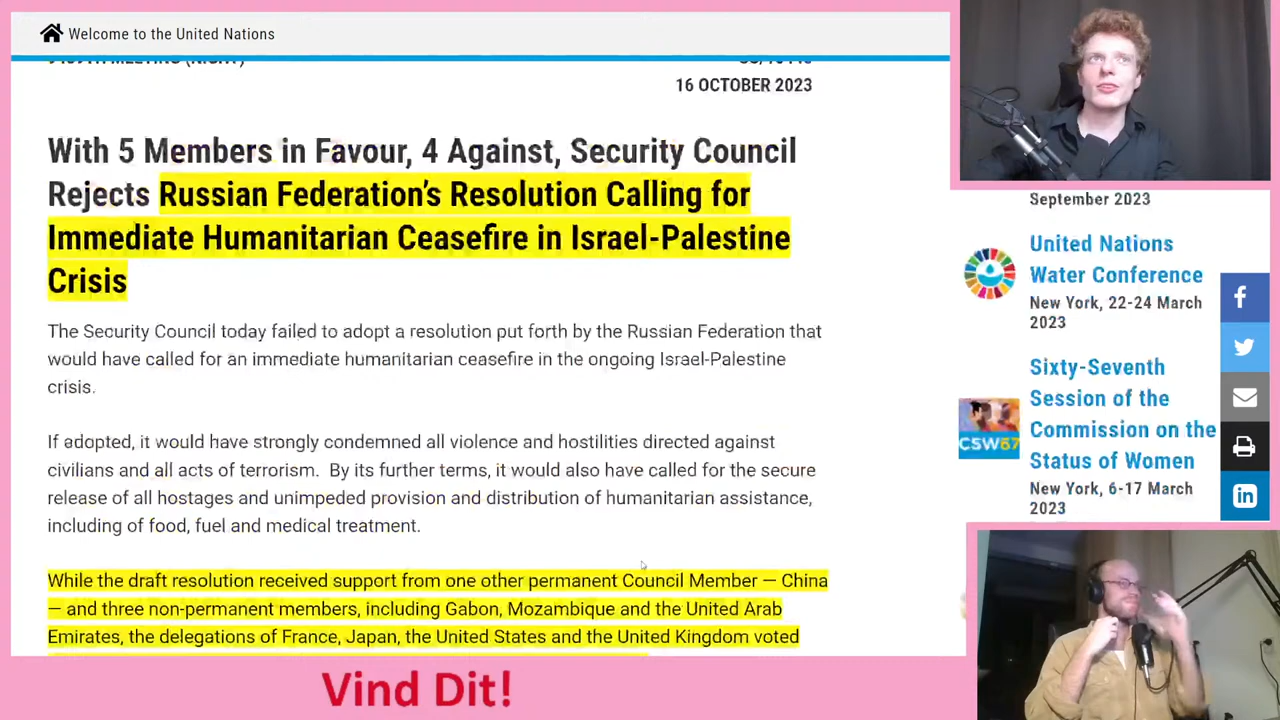 Welcome to the United Nations
16 OCTOBER 2023
With 5 Members in Favour, 4 Against, Security Council
Rejects Russian Federation's Resolution Calling for
Immediate Humanitarian Ceasefire in Israel-Palestine
Crisis
The Security Council today failed to adopt a resolution put forth by the Russian Federation that
would have called for an immediate humanitarian ceasefire in the ongoing Israel-Palestine
crisis.
If adopted, it would have strongly condemned all violence and hostilities directed against
civilians and all acts of terrorism. By its further terms, it would also have called for the secure
release of all hostages and unimpeded provision and distribution of humanitarian assistance,
including of food, fuel and medical treatment.
While the draft resolution received support from one other permanent Council Member — China
— and three non-permanent members, including Gabon, Mozambique and the United Arab
Emirates, the delegations of France, Japan, the United States and the United Kingdom voted
September 2023
United Nations
Water Conference
New York, 22-24 March
2023
Sixty-Seventh
Session of the
Commission on the
Status of Women
New York, 6-17 March
2023
CSW67
f
in
Vind Dit!